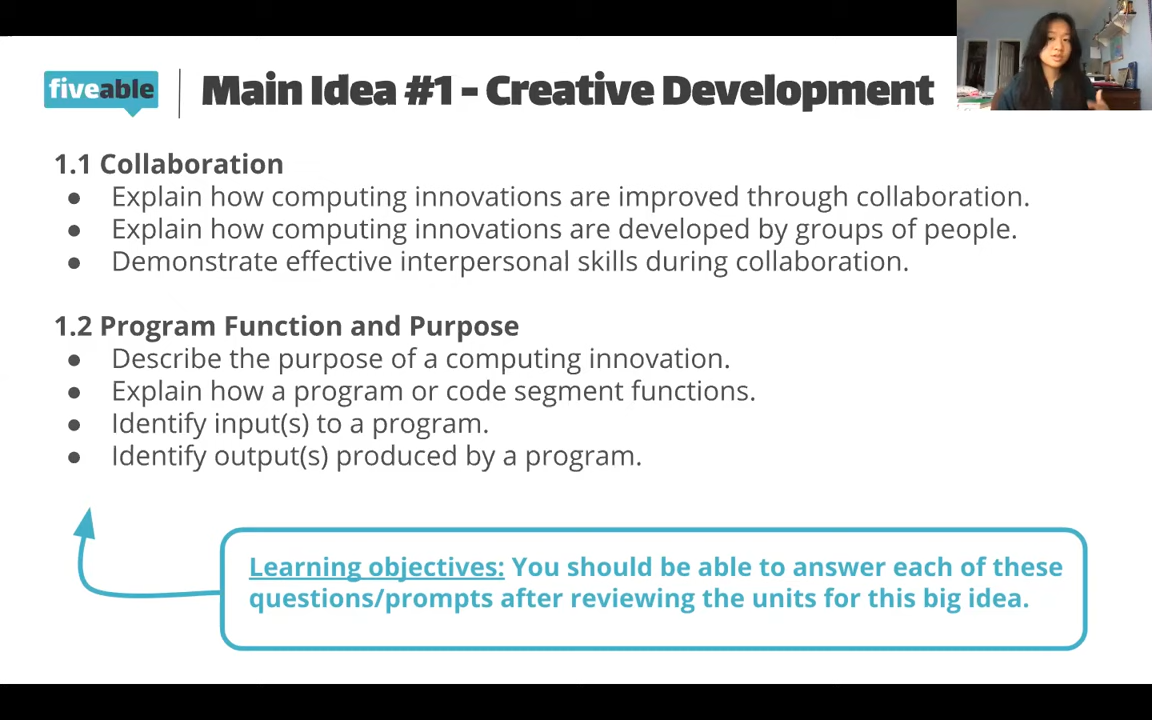 fiveable
Main Idea #1 - Creative Development
1.1 Collaboration
● Explain how computing innovations are improved through collaboration.
● Explain how computing innovations are developed by groups of people.
● Demonstrate effective interpersonal skills during collaboration.
1.2 Program Function and Purpose
● Describe the purpose of a computing innovation.
● Explain how a program or code segment functions.
● Identify input(s) to a program.
● Identify output(s) produced by a program.
Learning objectives: You should be able to answer each of these
questions/prompts after reviewing the units for this big idea.